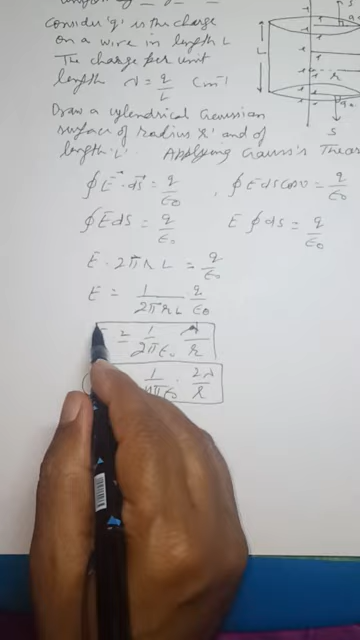 consider 'q' is the charge
on a wire in length L
The charge per unit
length λ = q/L Cm⁻¹
Draw a cylindrical Gaussian
surface of radius 'r' and of
length 'L'. Applying Gauss's Theor
∮ E⃗ · ds⃗ = q/ε₀ , ∮ E ds cos 0 = q/ε₀
∮ E ds = q/ε₀ E ∮ ds = q/ε₀
E · 2πrL = q/ε₀
E = 1/2πrL q/ε₀
= 1/2πε₀ λ/r
1/4πε₀ · 2λ/r
L
r
S
S